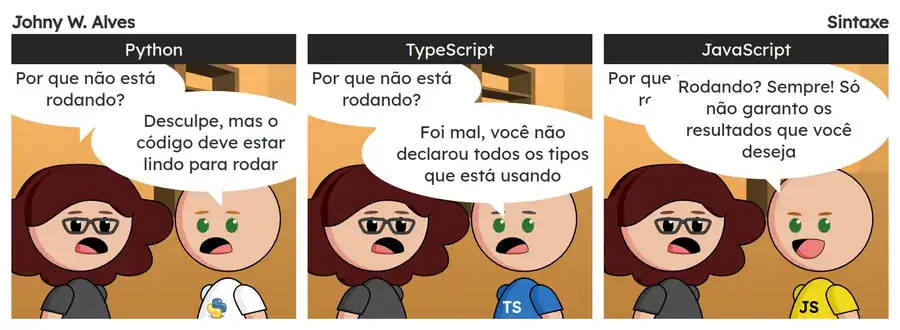 Johny W. Alves
Sintaxe
Python
Por que não está
rodando?
Desculpe, mas o
código deve estar
lindo para rodar
TypeScript
Por que não está
rodando?
Foi mal, você não
declarou todos os tipos
que está usando
TS
JavaScript
Por que
Rodando? Sempre! Só
não garanto os
resultados que você
deseja
JS